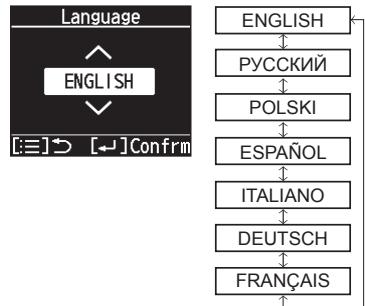 Language
ENGLISH
[≔]⮌ [↵]Confrm
ENGLISH
РУССКИЙ
POLSKI
ESPAÑOL
ITALIANO
DEUTSCH
FRANÇAIS